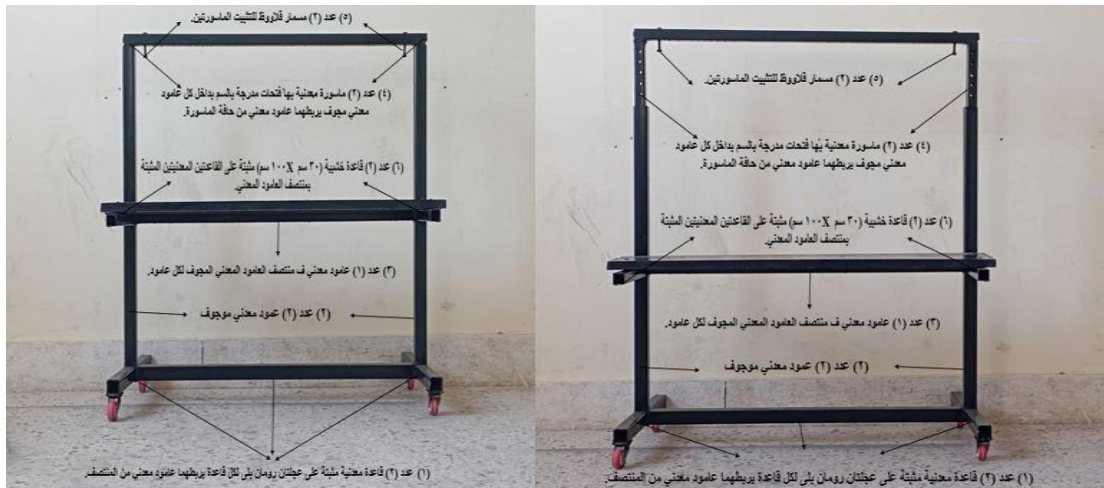 (٥) عدد (٢) مسمار قلاووظ للتثبيت الماسورتين.
(٤) عدد (٢) ماسورة معدنية بها فتحات مدرجة بالسم بداخل كل عامود
معدني مجوف يربطهما عامود معدني من حافة الماسورة.
(٦) عدد (٢) قاعدة خشبية (٣٠ سم X ١٠٠ سم) مثبتة على القاعدتين المعدنيتين المثبتة
بمنتصف العامود المعدني.
(٣) عدد (١) عامود معدني ف منتصف العامود المعدني المجوف لكل عامود.
(٢) عدد (٢) عمود معدني موجوف
(١) عدد (٢) قاعدة معدنية مثبتة على عجلتان رومان بلى لكل قاعدة يربطهما عامود معدني من المنتصف.
(٥) عدد (٢) مسمار قلاووظ للتثبيت الماسورتين.
(٤) عدد (٢) ماسورة معدنية بها فتحات مدرجة بالسم بداخل كل عامود
معدني مجوف يربطهما عامود معدني من حافة الماسورة.
(٦) عدد (٢) قاعدة خشبية (٣٠ سم X ١٠٠ سم) مثبتة على القاعدتين المعدنيتين المثبتة
بمنتصف العامود المعدني.
(٣) عدد (١) عامود معدني ف منتصف العامود المعدني المجوف لكل عامود.
(٢) عدد (٢) عمود معدني موجوف
(١) عدد (٢) قاعدة معدنية مثبتة على عجلتان رومان بلى لكل قاعدة يربطهما عامود معدني من المنتصف.